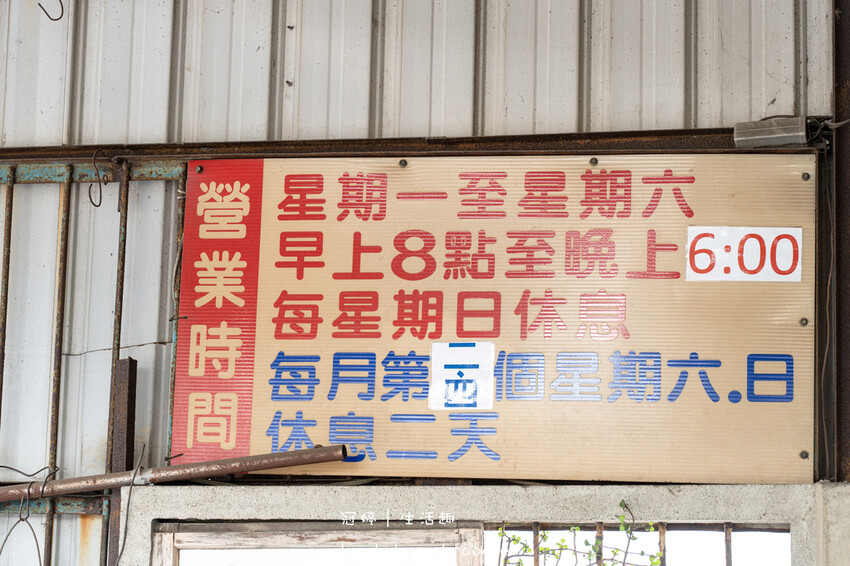 營業時間
星期一至星期六
早上8點至晚上6:00
每星期日休息
每月第二.四個星期六.日
休息二天
冠婷|生活趣